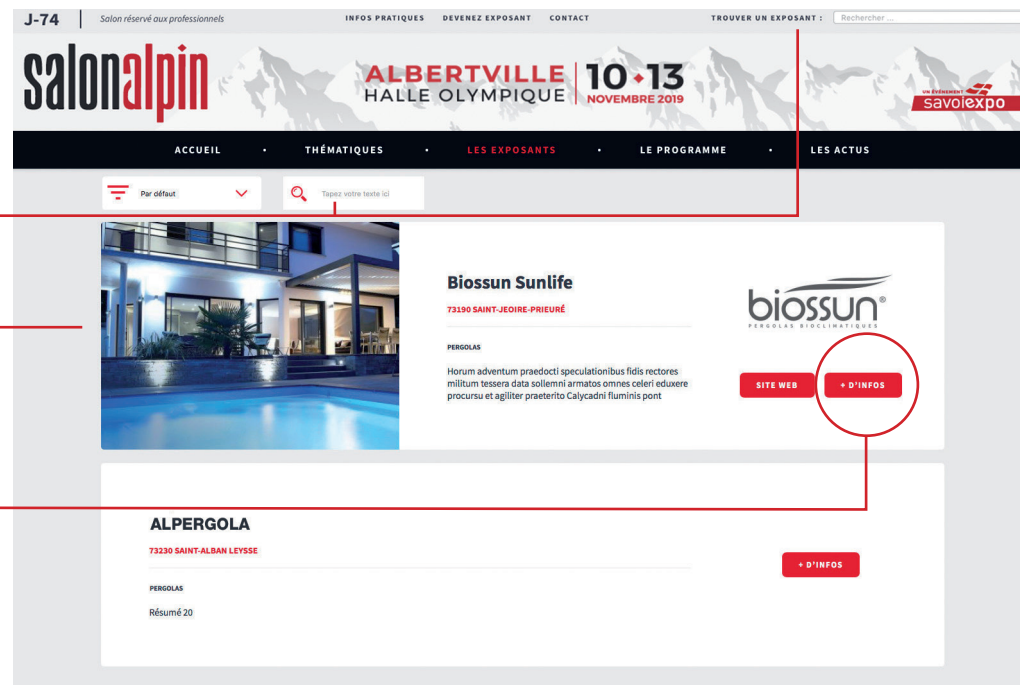 J-74
Salon réservé aux professionnels
INFOS PRATIQUES DEVENEZ EXPOSANT CONTACT
TROUVER UN EXPOSANT :
Rechercher ...
salonalpin
ALBERTVILLE
HALLE OLYMPIQUE
10•13
NOVEMBRE 2019
UN ÉVÉNEMENT
savoiexpo
ACCUEIL • THÉMATIQUES • LES EXPOSANTS • LE PROGRAMME • LES ACTUS
Par défaut
Tapez votre texte ici
Biossun Sunlife
73190 SAINT-JEOIRE-PRIEURÉ
PERGOLAS
Horum adventum praedocti speculationibus fidis rectores
militum tessera data sollemni armatos omnes celeri eduxere
procursu et agiliter praeterito Calycadni fluminis pont
biossun®
PERGOLAS BIOCLIMATIQUES
SITE WEB
+ D'INFOS
ALPERGOLA
73230 SAINT-ALBAN LEYSSE
PERGOLAS
Résumé 20
+ D'INFOS